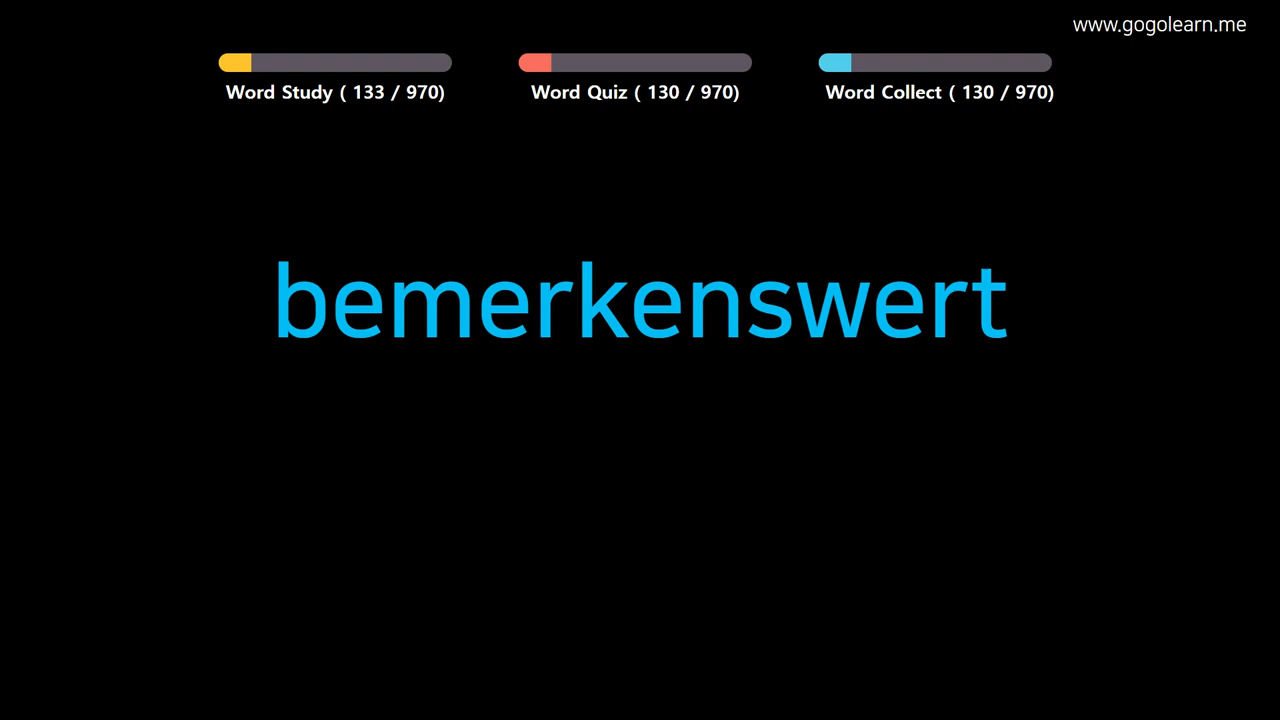 www.gogolearn.me
Word Study ( 133 / 970)
Word Quiz ( 130 / 970)
Word Collect ( 130 / 970)
bemerkenswert